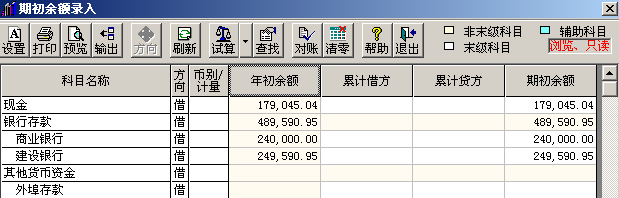 期初余额录入
设置 打印 预览 输出 方向 刷新 试算 查找 对账 清零 帮助 退出
非末级科目 辅助科目
末级科目 浏览、只读
科目名称 方向 币别/计量 年初余额 累计借方 累计贷方 期初余额
现金 借 179,045.04 179,045.04
银行存款 借 489,590.95 489,590.95
商业银行 借 240,000.00 240,000.00
建设银行 借 249,590.95 249,590.95
其他货币资金 借
外埠存款 借